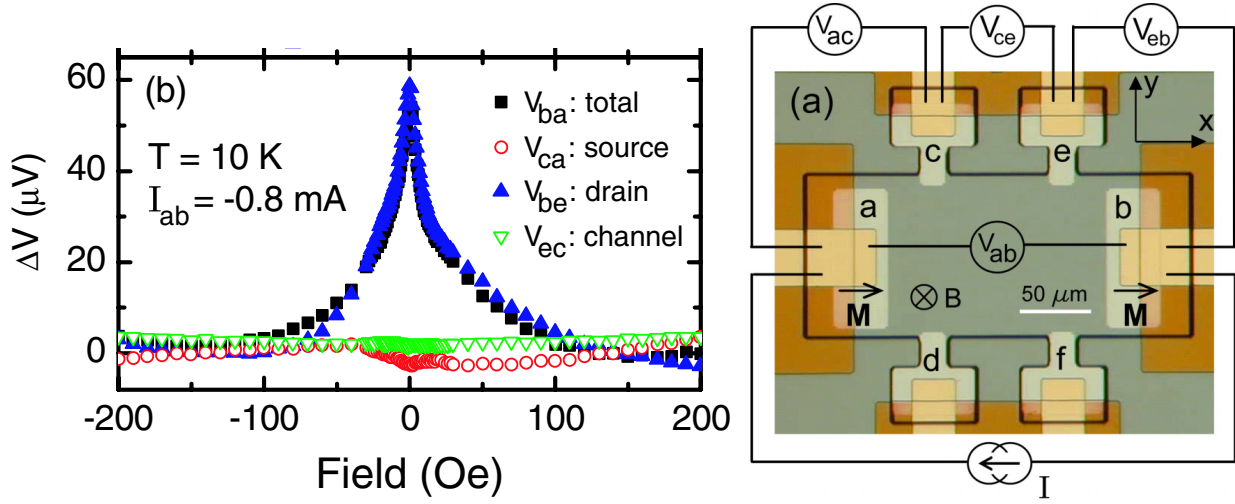 (b)
T = 10 K
I_ab = -0.8 mA
V_ba: total
V_ca: source
V_be: drain
V_ec: channel
60
40
20
0
ΔV (μV)
-200
-100
0
100
200
Field (Oe)
V_ac
V_ce
V_eb
(a)
y
x
c
e
a
b
V_ab
M
B
50 μm
M
d
f
I